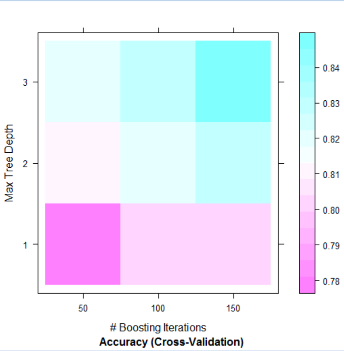 Max Tree Depth
3
2
1
50 100 150
# Boosting Iterations
Accuracy (Cross-Validation)
0.84
0.83
0.82
0.81
0.80
0.79
0.78